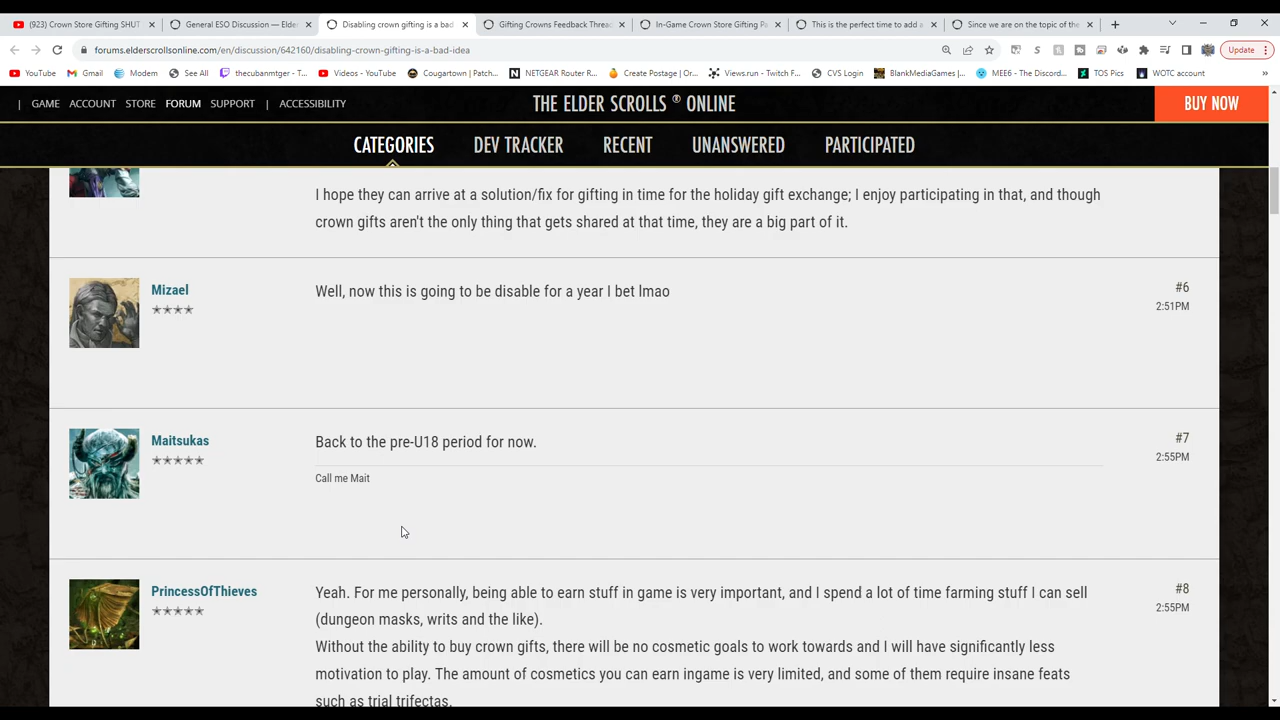 (923) Crown Store Gifting SHUT
General ESO Discussion — Elder
Disabling crown gifting is a bad
Gifting Crowns Feedback Thread
In-Game Crown Store Gifting Pa
This is the perfect time to add a
Since we are on the topic of the
forums.elderscrollsonline.com/en/discussion/642160/disabling-crown-gifting-is-a-bad-idea
Update
YouTube
Gmail
Modem
See All
thecubanmtger - T...
Videos - YouTube
Cougartown | Patch...
NETGEAR Router R...
Create Postage | Or...
Views.run - Twitch F...
CVS Login
BlankMediaGames |...
MEE6 - The Discord...
TOS Pics
WOTC account
| GAME ACCOUNT STORE FORUM SUPPORT | ACCESSIBILITY
THE ELDER SCROLLS ® ONLINE
BUY NOW
CATEGORIES DEV TRACKER RECENT UNANSWERED PARTICIPATED
I hope they can arrive at a solution/fix for gifting in time for the holiday gift exchange; I enjoy participating in that, and though
crown gifts aren't the only thing that gets shared at that time, they are a big part of it.
Mizael
Well, now this is going to be disable for a year I bet lmao
#6
2:51PM
Maitsukas
Back to the pre-U18 period for now.
Call me Mait
#7
2:55PM
PrincessOfThieves
Yeah. For me personally, being able to earn stuff in game is very important, and I spend a lot of time farming stuff I can sell
(dungeon masks, writs and the like).
Without the ability to buy crown gifts, there will be no cosmetic goals to work towards and I will have significantly less
motivation to play. The amount of cosmetics you can earn ingame is very limited, and some of them require insane feats
such as trial trifectas.
#8
2:55PM